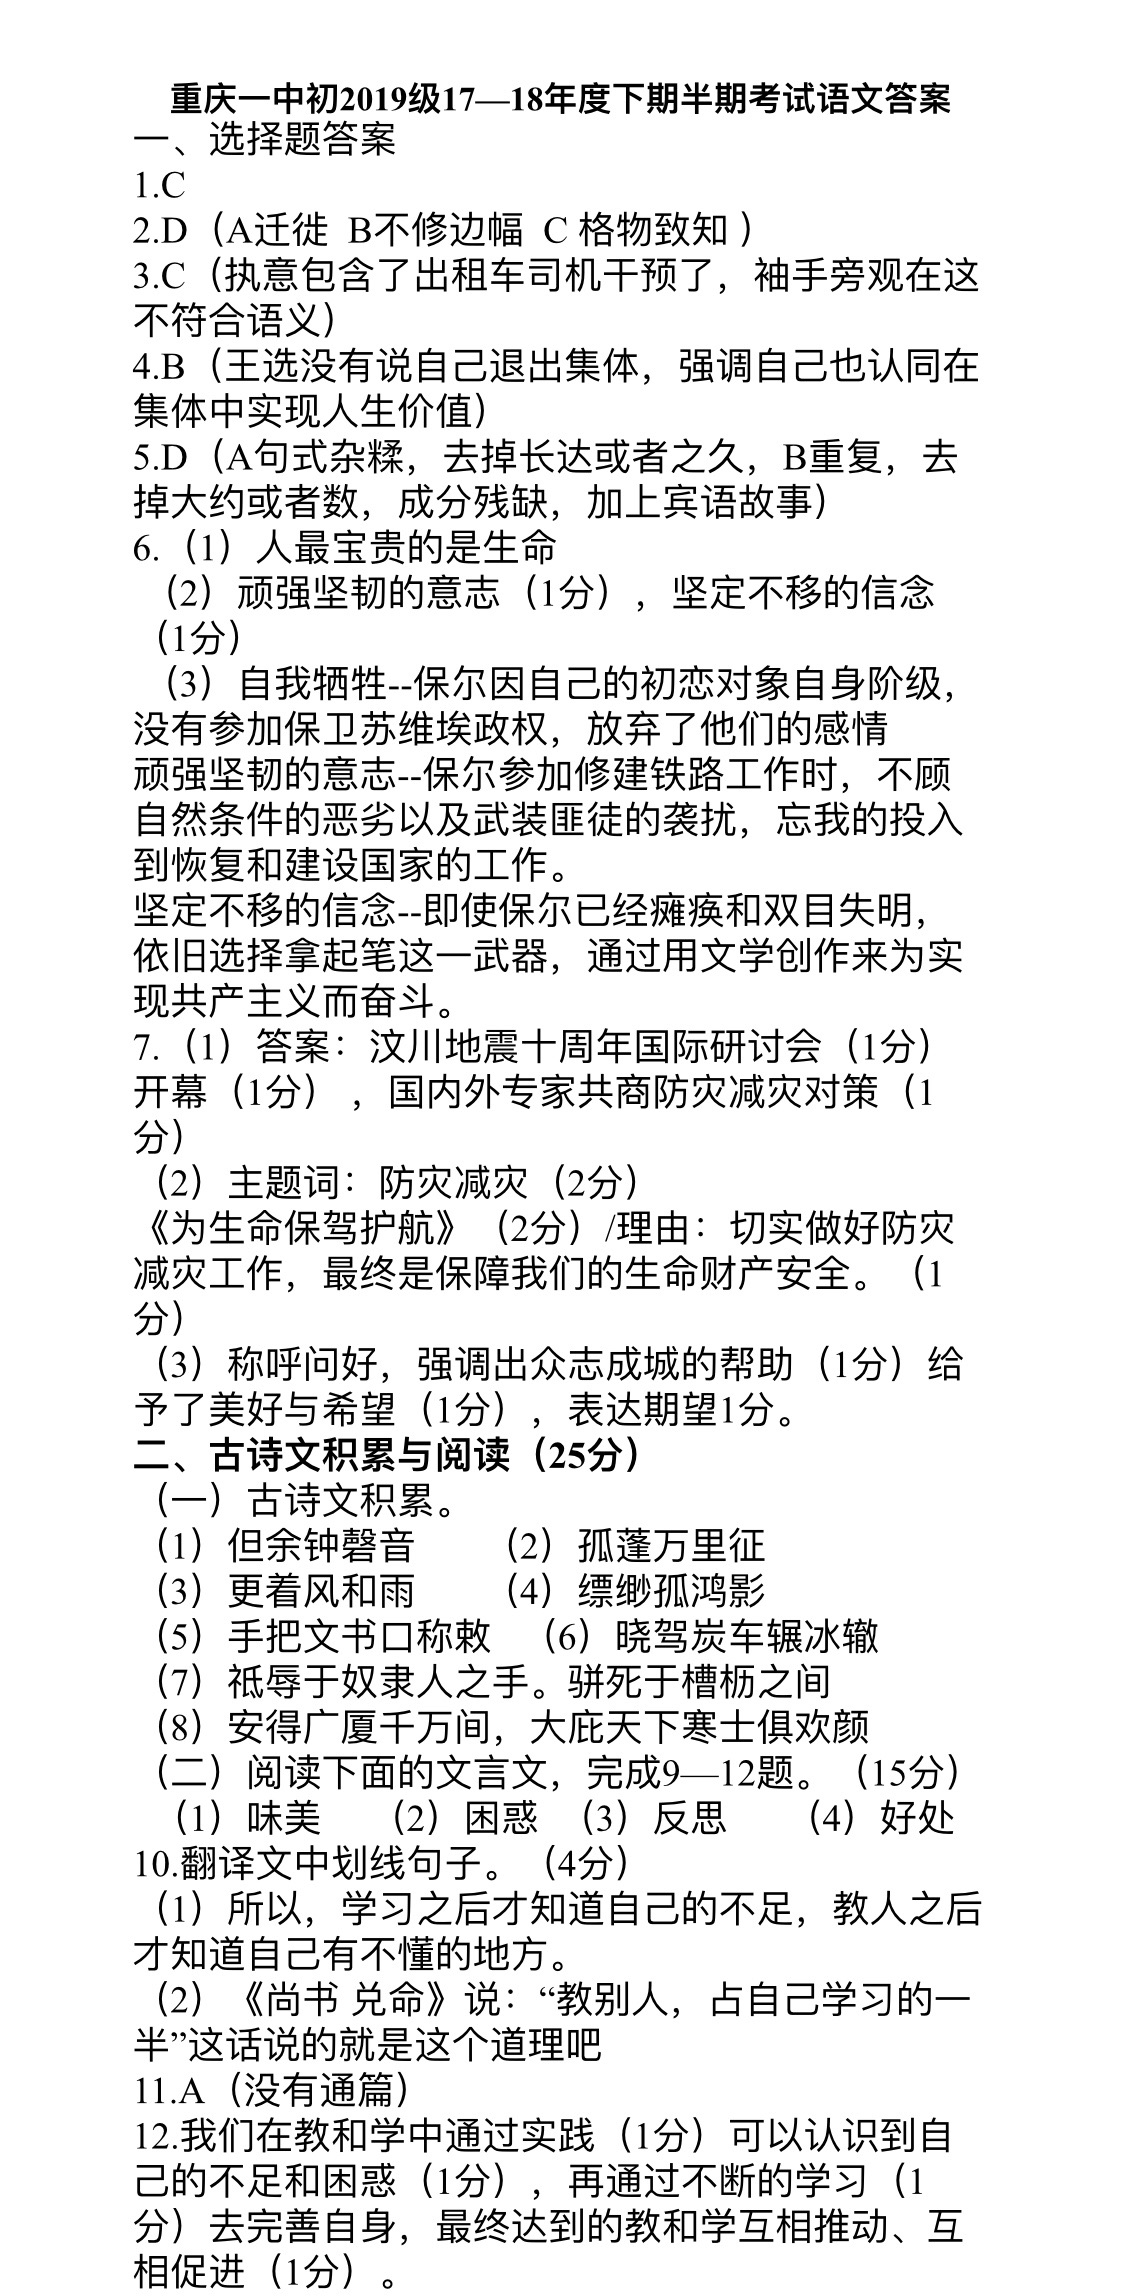 重庆一中初2019级17—18年度下期半期考试语文答案
一、选择题答案
1.C
2.D（A迁徙 B不修边幅 C 格物致知 ）
3.C（执意包含了出租车司机干预了，袖手旁观在这
不符合语义）
4.B（王选没有说自己退出集体，强调自己也认同在
集体中实现人生价值）
5.D（A句式杂糅，去掉长达或者之久，B重复，去
掉大约或者数，成分残缺，加上宾语故事）
6.（1）人最宝贵的是生命
（2）顽强坚韧的意志（1分），坚定不移的信念
（1分）
（3）自我牺牲--保尔因自己的初恋对象自身阶级，
没有参加保卫苏维埃政权，放弃了他们的感情
顽强坚韧的意志--保尔参加修建铁路工作时，不顾
自然条件的恶劣以及武装匪徒的袭扰，忘我的投入
到恢复和建设国家的工作。
坚定不移的信念--即使保尔已经瘫痪和双目失明，
依旧选择拿起笔这一武器，通过用文学创作来为实
现共产主义而奋斗。
7.（1）答案：汶川地震十周年国际研讨会（1分）
开幕（1分） ，国内外专家共商防灾减灾对策（1
分）
（2）主题词：防灾减灾（2分）
《为生命保驾护航》（2分）/理由：切实做好防灾
减灾工作，最终是保障我们的生命财产安全。（1
分）
（3）称呼问好，强调出众志成城的帮助（1分）给
予了美好与希望（1分），表达期望1分。
二、古诗文积累与阅读（25分）
（一）古诗文积累。
（1）但余钟磬音 （2）孤蓬万里征
（3）更着风和雨 （4）缥缈孤鸿影
（5）手把文书口称敕 （6）晓驾炭车辗冰辙
（7）祗辱于奴隶人之手。骈死于槽枥之间
（8）安得广厦千万间，大庇天下寒士俱欢颜
（二）阅读下面的文言文，完成9—12题。（15分）
（1）味美 （2）困惑 （3）反思 （4）好处
10.翻译文中划线句子。（4分）
（1）所以，学习之后才知道自己的不足，教人之后
才知道自己有不懂的地方。
（2）《尚书 兑命》说：“教别人，占自己学习的一
半”这话说的就是这个道理吧
11.A（没有通篇）
12.我们在教和学中通过实践（1分）可以认识到自
己的不足和困惑（1分），再通过不断的学习（1
分）去完善自身，最终达到的教和学互相推动、互
相促进（1分）。